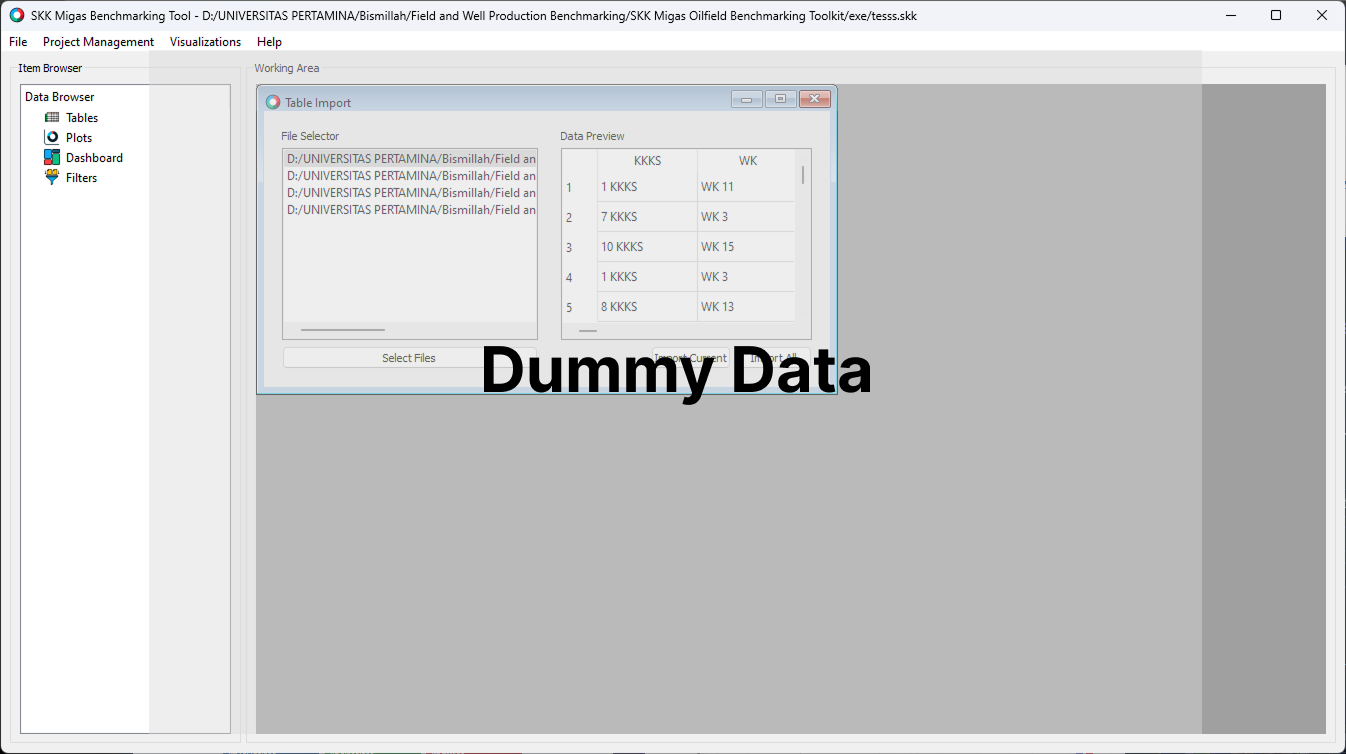 SKK Migas Benchmarking Tool - D:/UNIVERSITAS PERTAMINA/Bismillah/Field and Well Production Benchmarking/SKK Migas Oilfield Benchmarking Toolkit/exe/tesss.skk
File Project Management Visualizations Help
Item Browser
Data Browser
Tables
Plots
Dashboard
Filters
Working Area
Table Import
File Selector
D:/UNIVERSITAS PERTAMINA/Bismillah/Field an
D:/UNIVERSITAS PERTAMINA/Bismillah/Field an
D:/UNIVERSITAS PERTAMINA/Bismillah/Field an
D:/UNIVERSITAS PERTAMINA/Bismillah/Field an
Select Files
Data Preview
KKKS WK
1 1 KKKS WK 11
2 7 KKKS WK 3
3 10 KKKS WK 15
4 1 KKKS WK 3
5 8 KKKS WK 13
Import Current Import All
Dummy Data